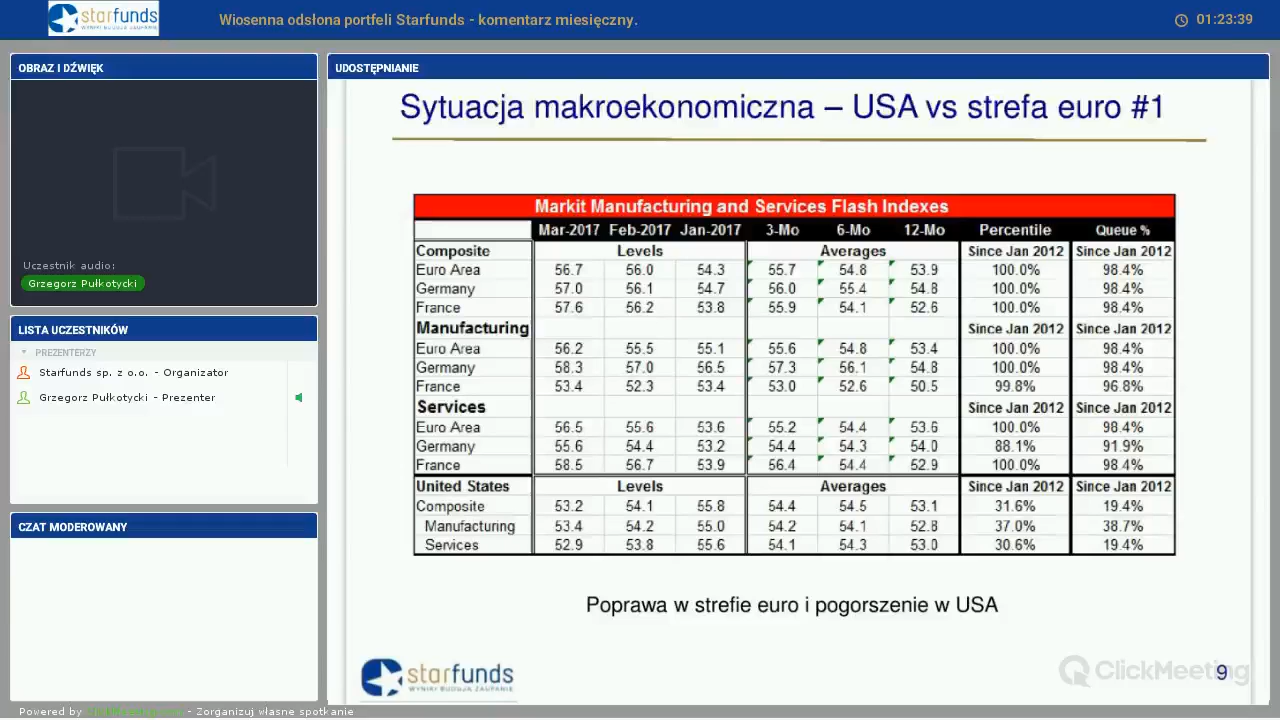 starfunds
WYNIKI BUDUJĄ ZAUFANIE
Wiosenna odsłona portfeli Starfunds - komentarz miesięczny.
01:23:39
OBRAZ I DŹWIĘK
Uczestnik audio:
Grzegorz Pułkotycki
LISTA UCZESTNIKÓW
PREZENTERZY
Starfunds sp. z o.o. - Organizator
Grzegorz Pułkotycki - Prezenter
CZAT MODEROWANY
UDOSTĘPNIANIE
Sytuacja makroekonomiczna – USA vs strefa euro #1
Markit Manufacturing and Services Flash Indexes
Mar-2017 Feb-2017 Jan-2017 3-Mo 6-Mo 12-Mo Percentile Queue %
Composite Levels Averages Since Jan 2012 Since Jan 2012
Euro Area 56.7 56.0 54.3 55.7 54.8 53.9 100.0% 98.4%
Germany 57.0 56.1 54.7 56.0 55.4 54.8 100.0% 98.4%
France 57.6 56.2 53.8 55.9 54.1 52.6 100.0% 98.4%
Manufacturing Since Jan 2012 Since Jan 2012
Euro Area 56.2 55.5 55.1 55.6 54.8 53.4 100.0% 98.4%
Germany 58.3 57.0 56.5 57.3 56.1 54.8 100.0% 98.4%
France 53.4 52.3 53.4 53.0 52.6 50.5 99.8% 96.8%
Services Since Jan 2012 Since Jan 2012
Euro Area 56.5 55.6 53.6 55.2 54.4 53.6 100.0% 98.4%
Germany 55.6 54.4 53.2 54.4 54.3 54.0 88.1% 91.9%
France 58.5 56.7 53.9 56.4 54.4 52.9 100.0% 98.4%
United States Levels Averages Since Jan 2012 Since Jan 2012
Composite 53.2 54.1 55.8 54.4 54.5 53.1 31.6% 19.4%
Manufacturing 53.4 54.2 55.0 54.2 54.1 52.8 37.0% 38.7%
Services 52.9 53.8 55.6 54.1 54.3 53.0 30.6% 19.4%
Poprawa w strefie euro i pogorszenie w USA
starfunds
WYNIKI BUDUJĄ ZAUFANIE
ClickMeeting
9
Powered by - Zorganizuj własne spotkanie